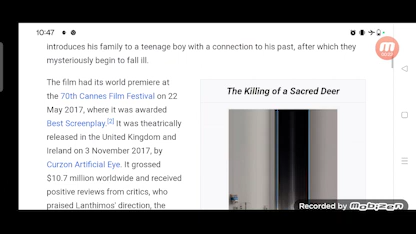 10:47
introduces his family to a teenage boy with a connection to his past, after which they
mysteriously begin to fall ill.
The film had its world premiere at
the 70th Cannes Film Festival on 22
May 2017, where it was awarded
Best Screenplay.[2] It was theatrically
released in the United Kingdom and
Ireland on 3 November 2017, by
Curzon Artificial Eye. It grossed
$10.7 million worldwide and received
positive reviews from critics, who
praised Lanthimos' direction, the
The Killing of a Sacred Deer
Recorded by MOBIZEN